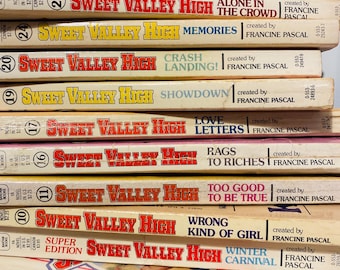 SWEET VALLEY HIGH ALONE IN THE CROWD created by FRANCINE PASCAL
24 SWEET VALLEY HIGH MEMORIES created by FRANCINE PASCAL
20 SWEET VALLEY HIGH CRASH LANDING! created by FRANCINE PASCAL
19 SWEET VALLEY HIGH SHOWDOWN created by FRANCINE PASCAL
17 SWEET VALLEY HIGH LOVE LETTERS created by FRANCINE PASCAL
16 SWEET VALLEY HIGH RAGS TO RICHES created by FRANCINE PASCAL
11 SWEET VALLEY HIGH TOO GOOD TO BE TRUE created by FRANCINE PASCAL
10 SWEET VALLEY HIGH WRONG KIND OF GIRL created by FRANCINE PASCAL
SUPER EDITION SWEET VALLEY HIGH WINTER CARNIVAL created by FRANCINE PASCAL